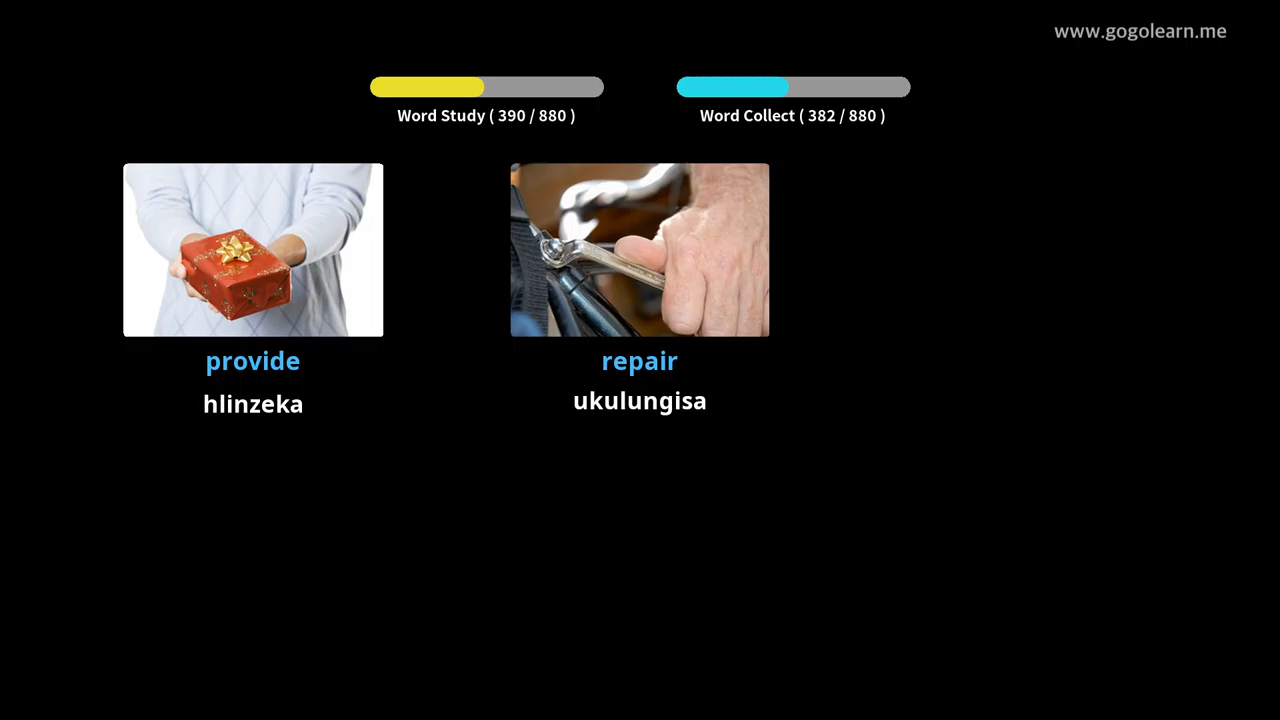 www.gogolearn.me
Word Study ( 390 / 880 )
Word Collect ( 382 / 880 )
provide
hlinzeka
repair
ukulungisa